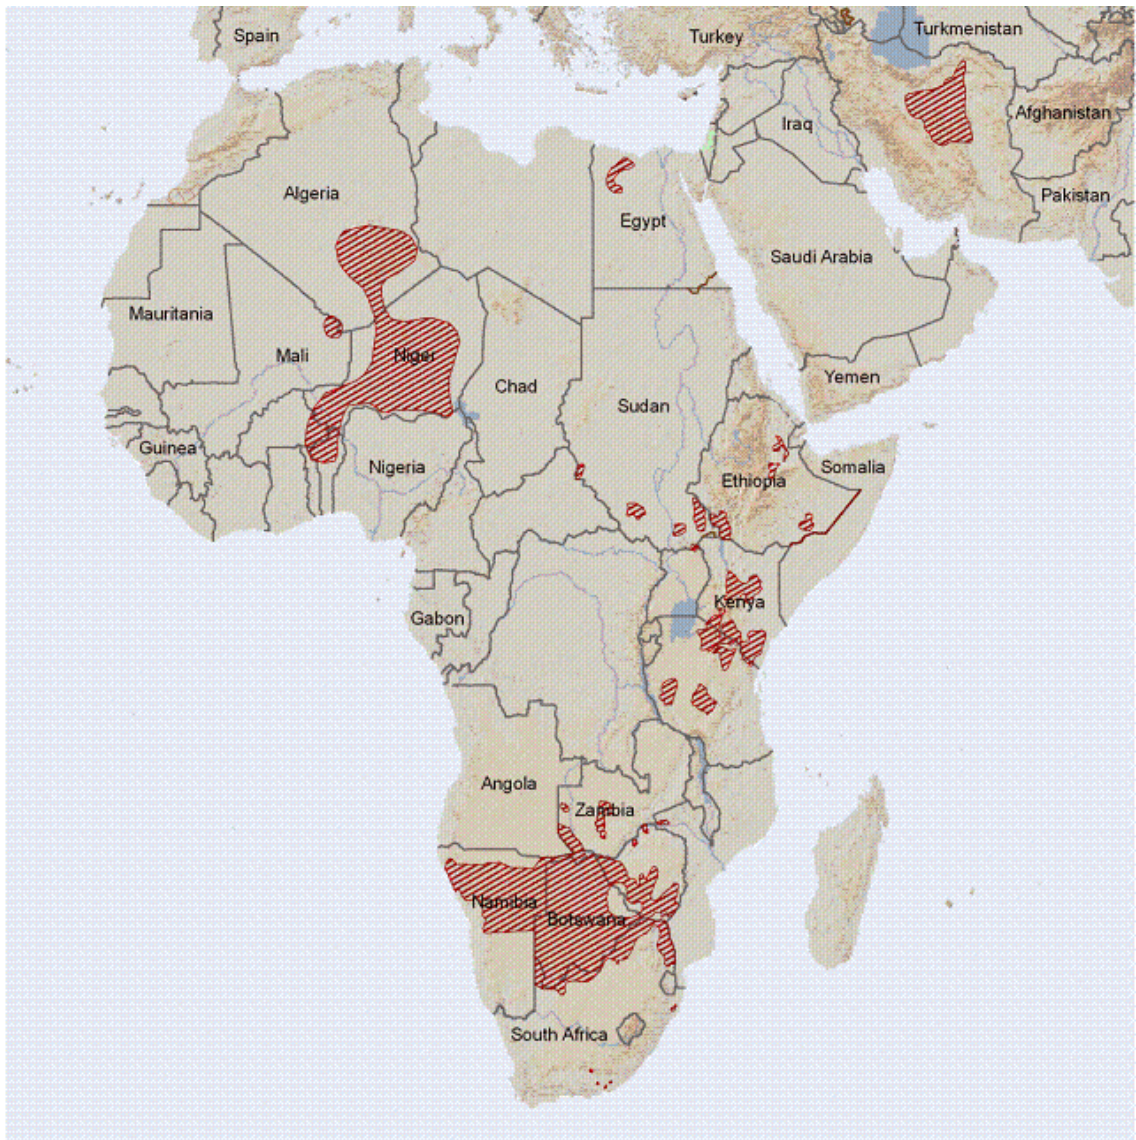 Spain
Turkey
Turkmenistan
Iraq
Afghanistan
Algeria
Pakistan
Egypt
Saudi Arabia
Mauritania
Mali
Niger
Yemen
Chad
Sudan
Guinea
Nigeria
Somalia
Ethiopia
Kenya
Gabon
Angola
Zambia
Namibia
Botswana
South Africa